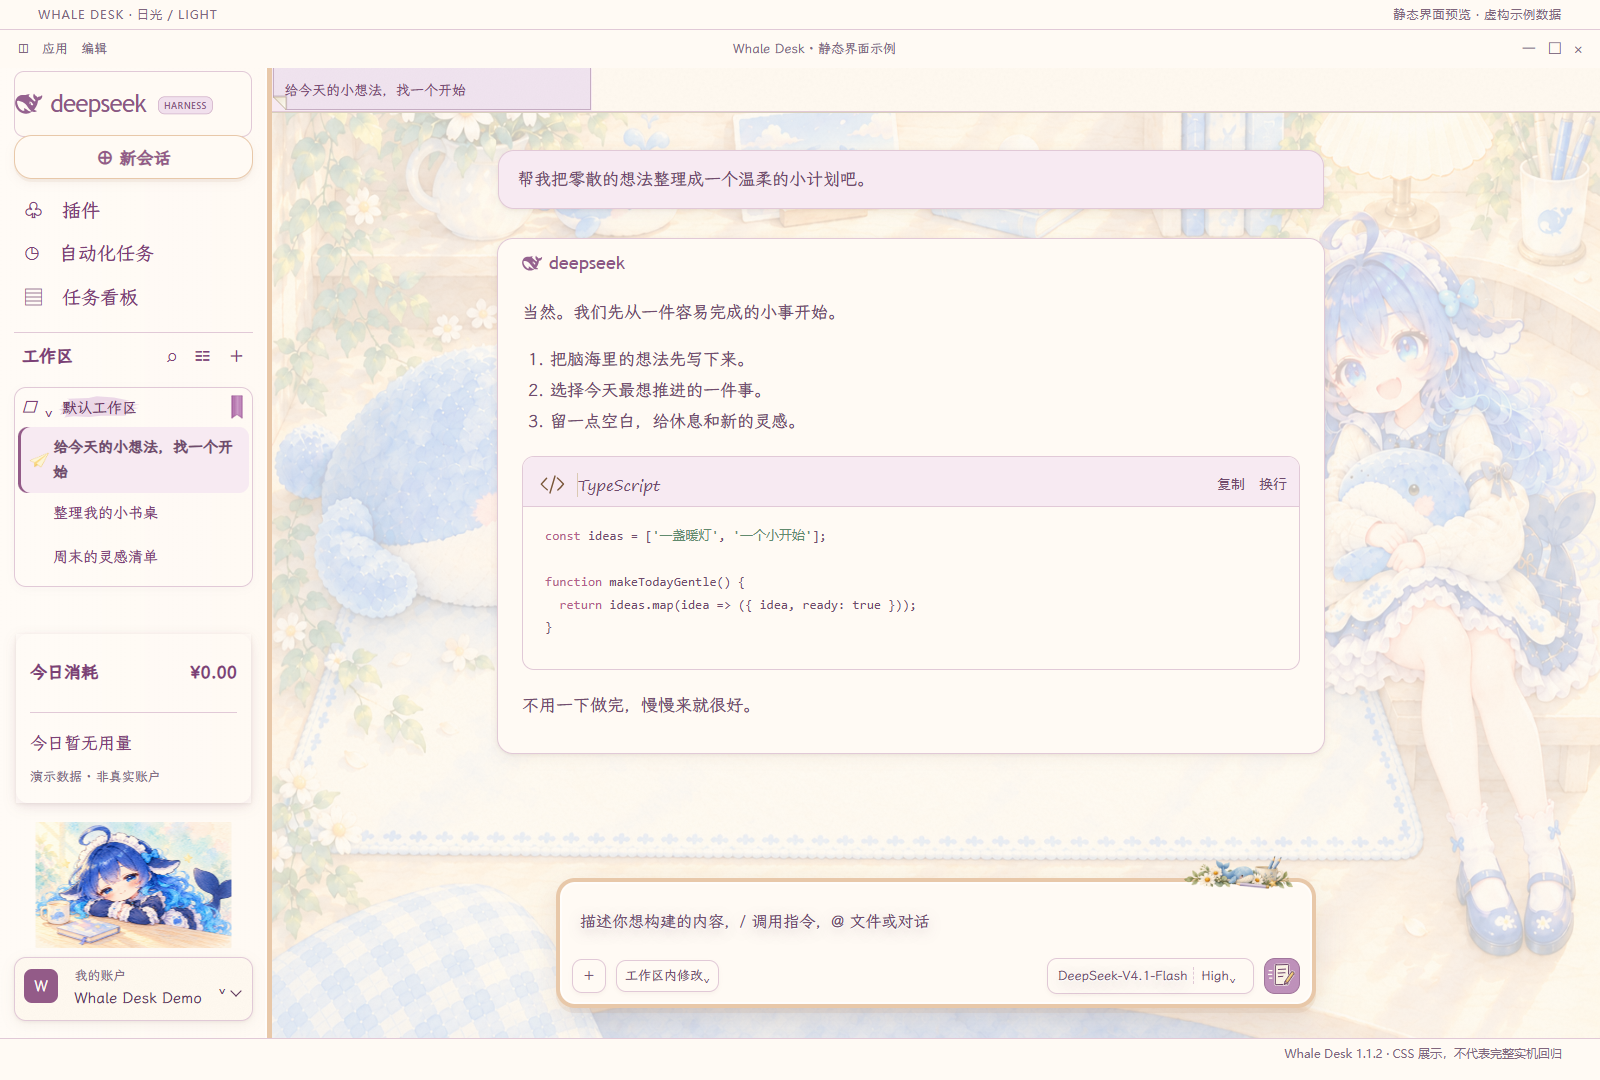 WHALE DESK · 日光 / LIGHT
静态界面预览 · 虚构示例数据
应用 编辑
Whale Desk · 静态界面示例
deepseek HARNESS
新会话
插件
自动化任务
任务看板
工作区
默认工作区
给今天的小想法，找一个开
始
整理我的小书桌
周末的灵感清单
今日消耗 ¥0.00
今日暂无用量
演示数据 · 非真实账户
W
我的账户
Whale Desk Demo
给今天的小想法，找一个开始
帮我把零散的想法整理成一个温柔的小计划吧。
deepseek
当然。我们先从一件容易完成的小事开始。
1. 把脑海里的想法先写下来。
2. 选择今天最想推进的一件事。
3. 留一点空白，给休息和新的灵感。
</> TypeScript 复制 换行
const ideas = ['一盏暖灯', '一个小开始'];
function makeTodayGentle() {
return ideas.map(idea => ({ idea, ready: true }));
}
不用一下做完，慢慢来就很好。
描述你想构建的内容，/ 调用指令，@ 文件或对话
+ 工作区内修改 DeepSeek-V4.1-Flash High
Whale Desk 1.1.2 · CSS 展示，不代表完整实机回归